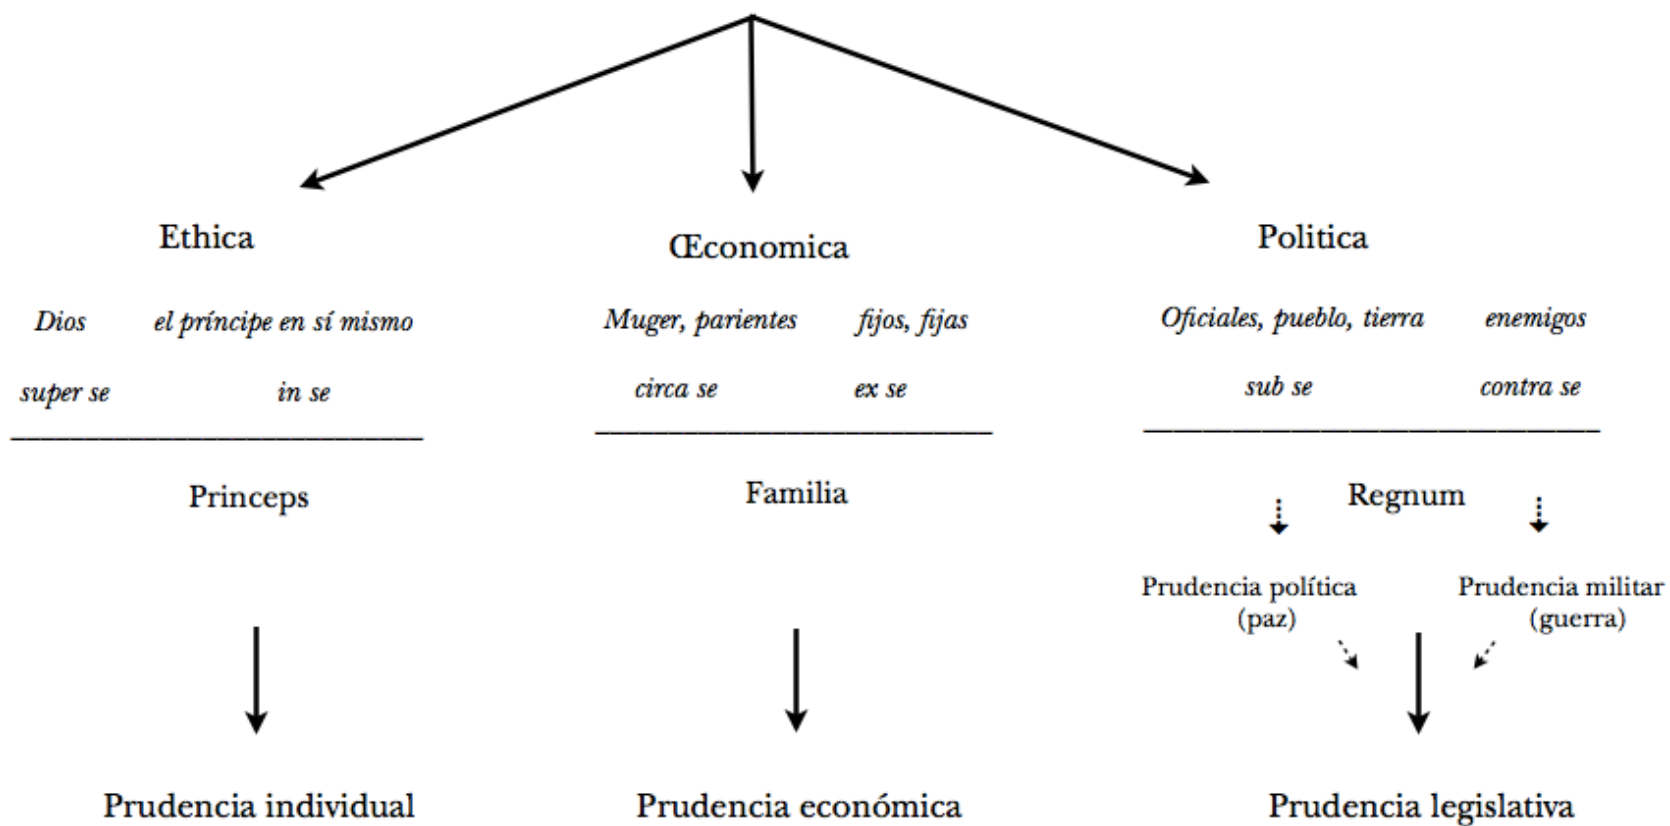 Ethica
Œconomica
Politica
Dios el príncipe en sí mismo
Muger, parientes fijos, fijas
Oficiales, pueblo, tierra enemigos
super se in se
circa se ex se
sub se contra se
Princeps
Familia
Regnum
Prudencia política
(paz)
Prudencia militar
(guerra)
Prudencia individual
Prudencia económica
Prudencia legislativa